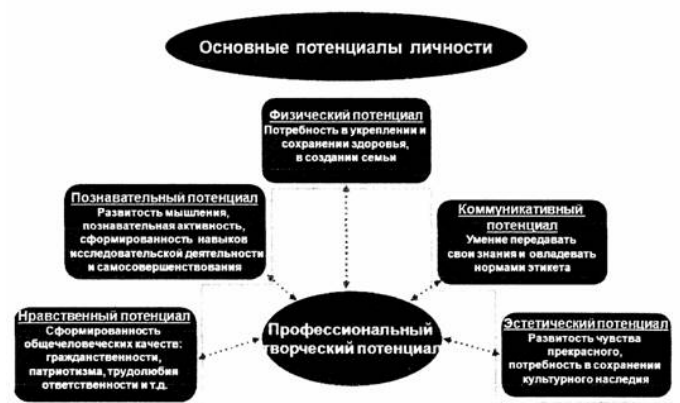 Основные потенциалы личности
Физический потенциал
Потребность в укреплении и
сохранении здоровья,
в создании семьи
Познавательный потенциал
Развитость мышления,
познавательная активность,
сформированность навыков
исследовательской деятельности
и самосовершенствования
Коммуникативный
потенциал
Умение передавать
свои знания и овладевать
нормами этикета
Нравственный потенциал
Сформированность
общечеловеческих качеств:
гражданственности,
патриотизма, трудолюбия
ответственности и т.д.
Профессиональный
творческий потенциал
Эстетический потенциал
Развитость чувства
прекрасного,
потребность в сохранении
культурного наследия